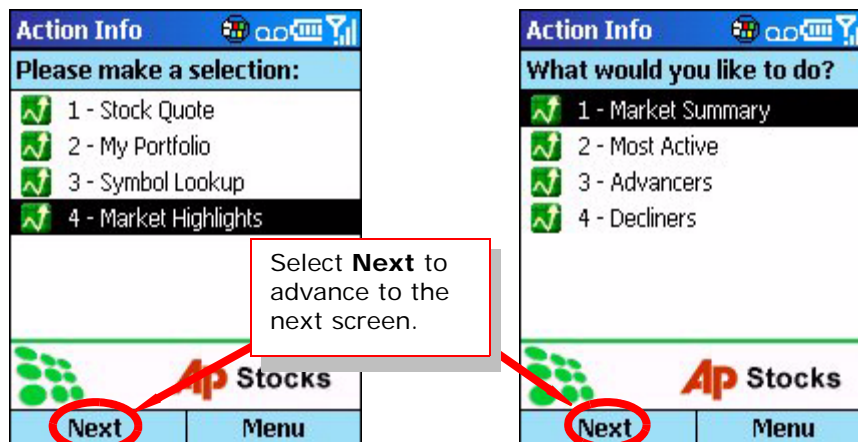 Action Info
Please make a selection:
1 - Stock Quote
2 - My Portfolio
3 - Symbol Lookup
4 - Market Highlights
AP Stocks
Next Menu
Select Next to
advance to the
next screen.
Action Info
What would you like to do?
1 - Market Summary
2 - Most Active
3 - Advancers
4 - Decliners
AP Stocks
Next Menu